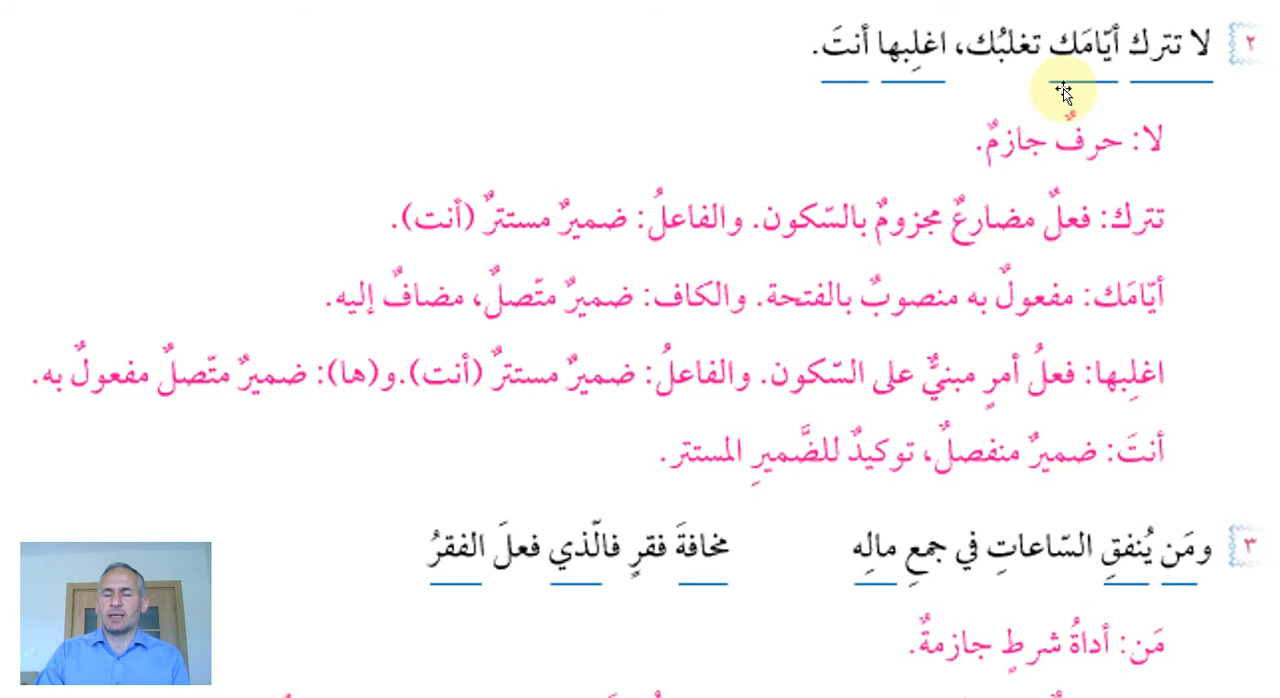 ٢ لا تترك أيّامَك تغلبُك، اغلِبها أنتَ.
لا: حرفٌ جازمٌ.
تترك: فعلٌ مضارعٌ مجزومٌ بالسّكون. والفاعلُ: ضميرٌ مستترٌ (أنت).
أيّامَك: مفعولٌ به منصوبٌ بالفتحة. والكاف: ضميرٌ متّصلٌ، مضافٌ إليه.
اغلِبها: فعلُ أمرٍ مبنيٌّ على السّكون. والفاعلُ: ضميرٌ مستترٌ (أنت).و(ها): ضميرٌ متّصلٌ مفعولٌ به.
أنتَ: ضميرٌ منفصلٌ، توكيدٌ للضَّميرِ المستتر.
٣ ومَن يُنفقِ السّاعاتِ في جمعِ مالِه مخافةَ فقرٍ فالّذي فعلَ الفقرُ
مَن: أداةُ شرطٍ جازمةٌ.